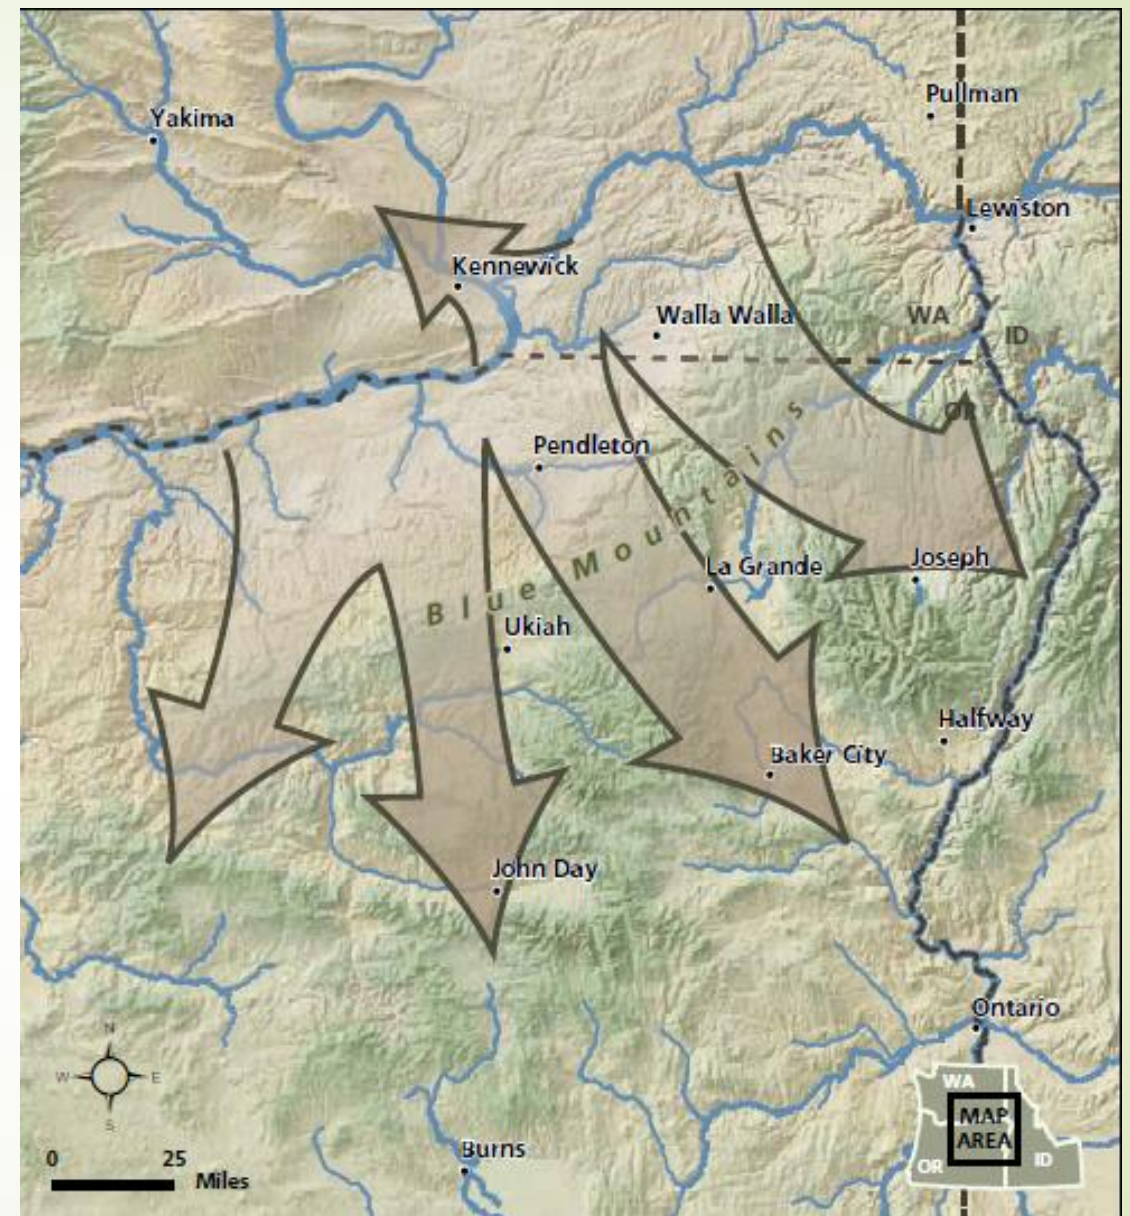 Pullman
Yakima
Lewiston
Kennewick
Walla Walla
WA
ID
OR
Pendleton
Blue Mountains
Joseph
La Grande
Ukiah
Halfway
Baker City
John Day
Ontario
N
W E
S
WA
MAP
AREA
OR
ID
Burns
0 25
Miles